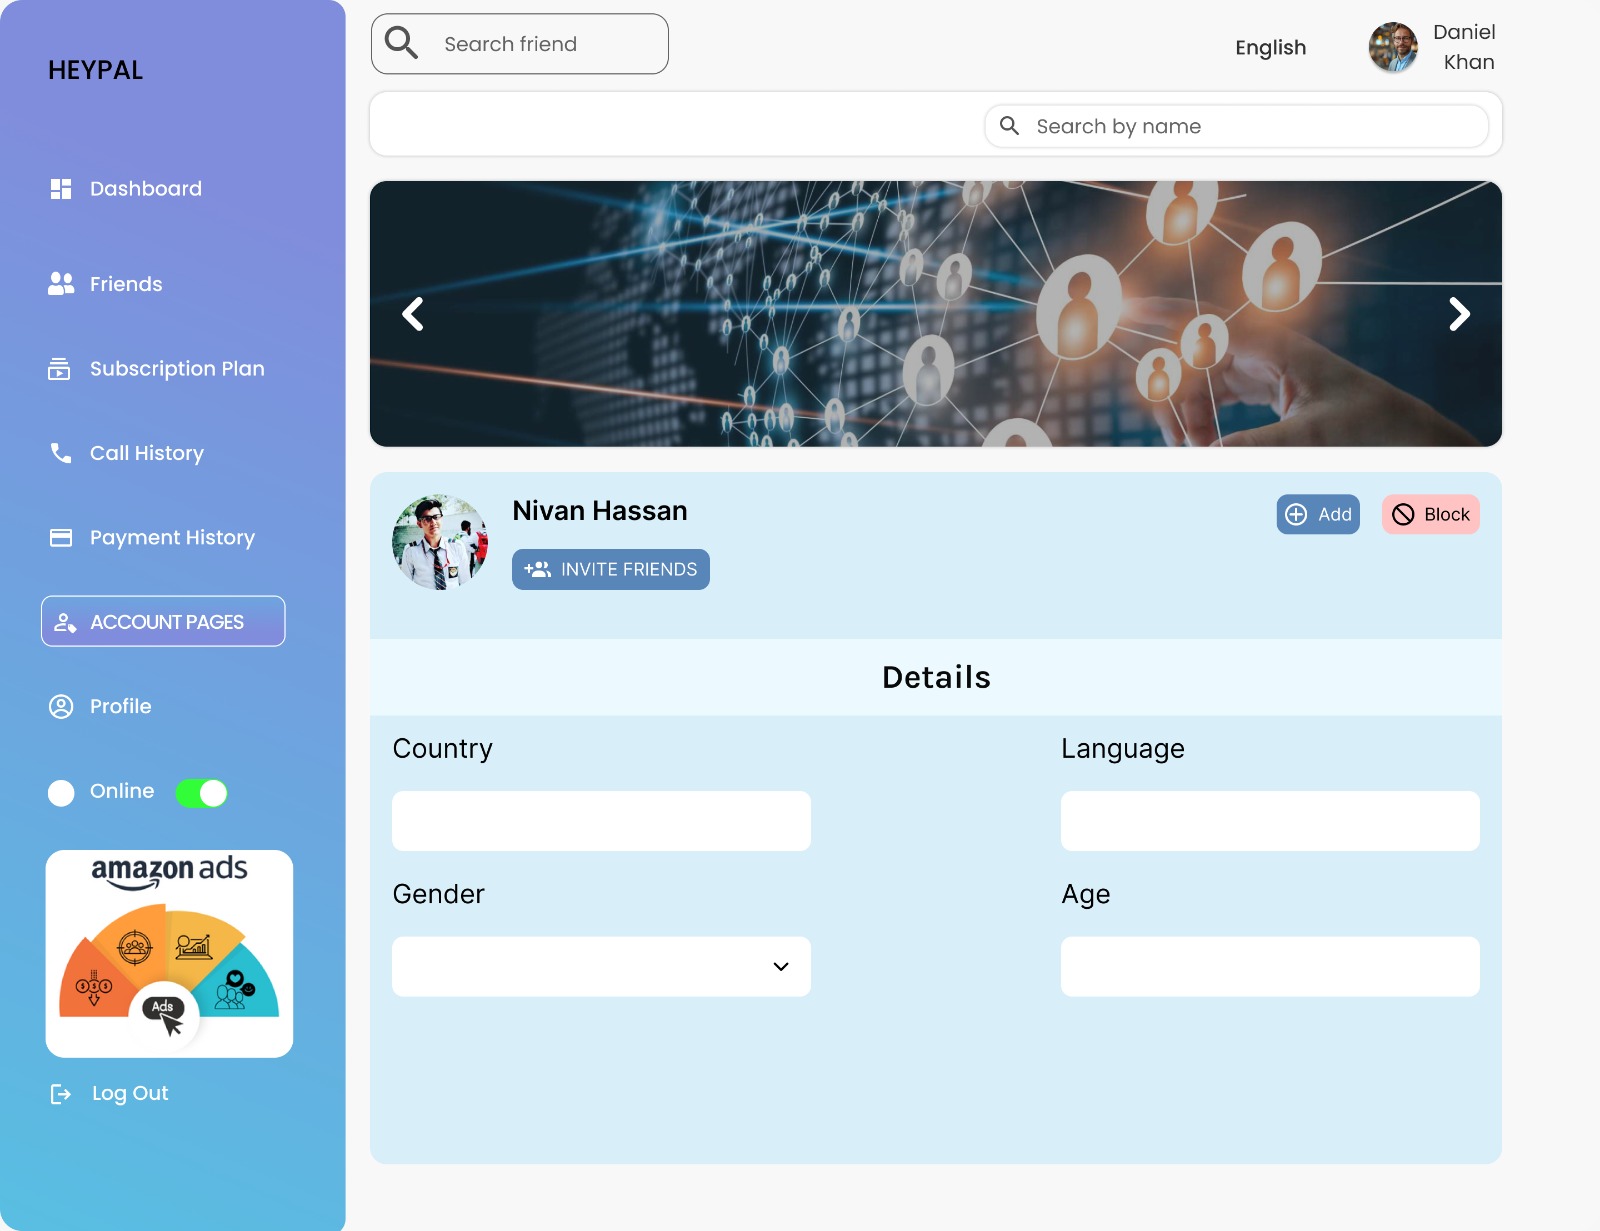 HEYPAL
Dashboard
Friends
Subscription Plan
Call History
Payment History
ACCOUNT PAGES
Profile
Online
amazon ads
Ads
Log Out
Search friend
English
Daniel
Khan
Search by name
Nivan Hassan
INVITE FRIENDS
Add
Block
Details
Country
Language
Gender
Age